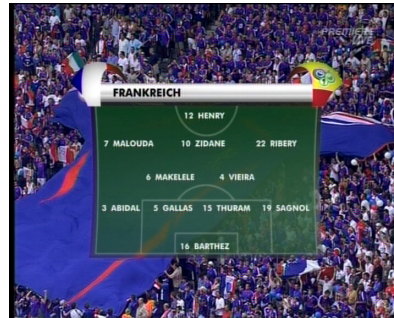 PREMIERE
FRANKREICH
12 HENRY
7 MALOUDA 10 ZIDANE 22 RIBERY
6 MAKELELE 4 VIEIRA
3 ABIDAL 5 GALLAS 15 THURAM 19 SAGNOL
16 BARTHEZ